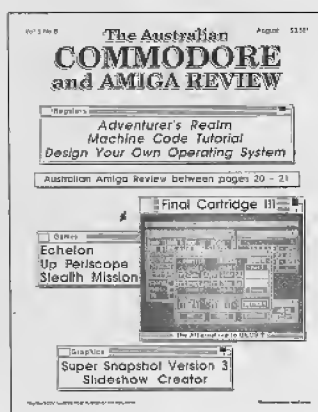 August
The Australian
COMMODORE
and AMIGA REVIEW
Regulars
Adventurer's Realm
Machine Code Tutorial
Design Your Own Operating System
Australian Amiga Review between pages 20 - 21
Final Cartridge III
Games
Echelon
Up Periscope
Stealth Mission
Graphics
Super Snapshot Version 3
Slideshow Creator